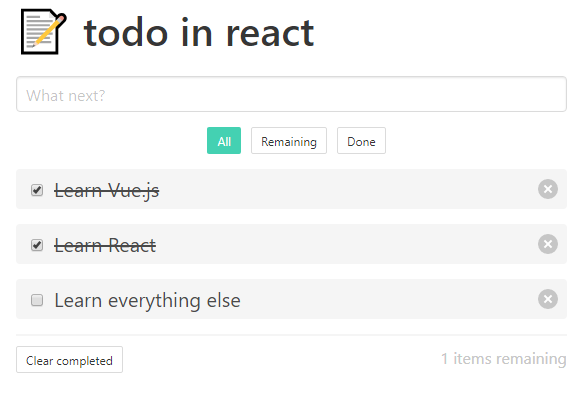 todo in react
What next?
All Remaining Done
Learn Vue.js
Learn React
Learn everything else
Clear completed 1 items remaining